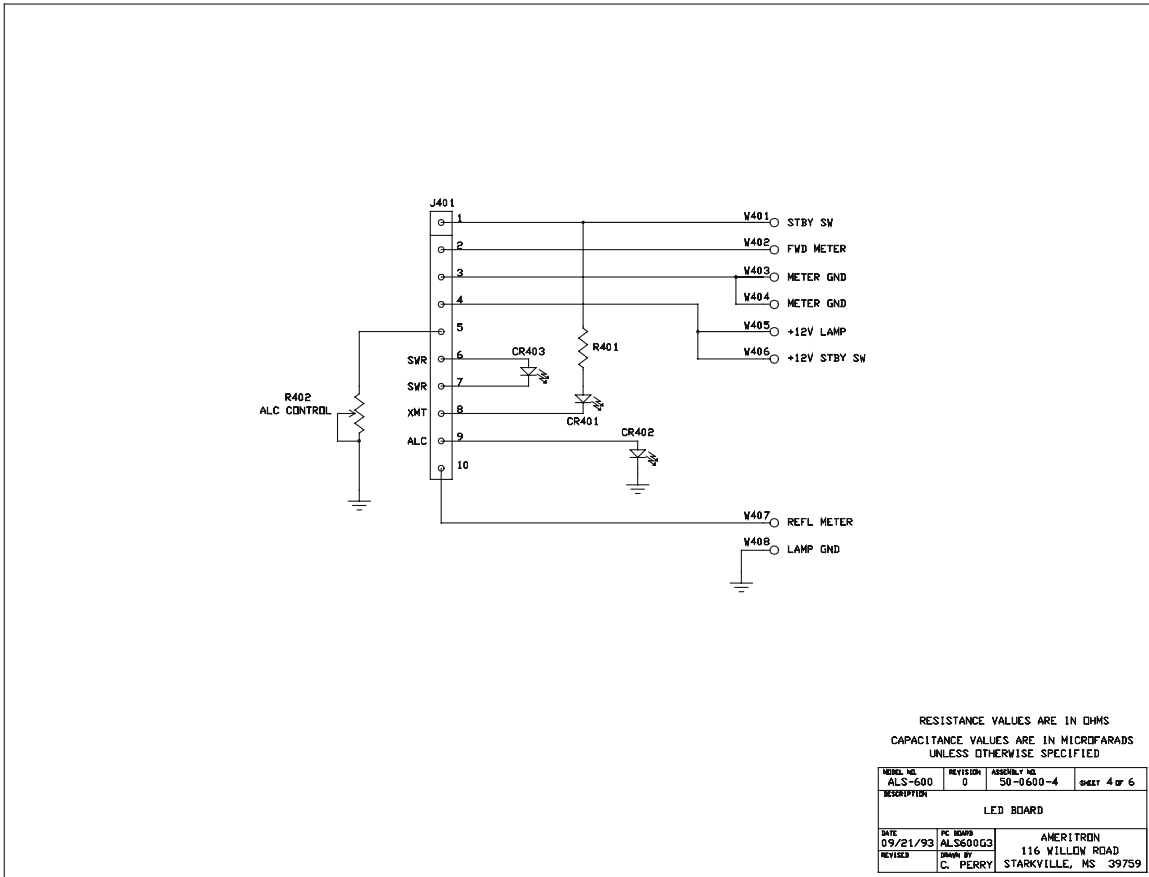 J401
1 W401 STBY SW
2 W402 FWD METER
3 W403 METER GND
4 W404 METER GND
5 W405 +12V LAMP
SWR 6 CR403 R401 W406 +12V STBY SW
SWR 7
R402
ALC CONTROL
XMT 8 CR401
ALC 9 CR402
10
W407 REFL METER
W408 LAMP GND
RESISTANCE VALUES ARE IN OHMS
CAPACITANCE VALUES ARE IN MICROFARADS
UNLESS OTHERWISE SPECIFIED
MODEL NO. REVISION ASSEMBLY NO.
ALS-600 0 50-0600-4 SHEET 4 OF 6
DESCRIPTION
LED BOARD
DATE PC BOARD
09/21/93 ALS600G3
REVISED DRAWN BY
C. PERRY
AMERITRON
116 WILLOW ROAD
STARKVILLE, MS 39759